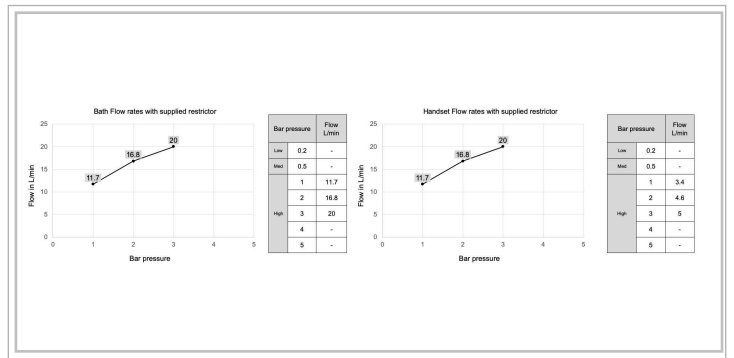 Bath Flow rates with supplied restrictor
25
20
15
10
5
0
Flow in L/min
11.7
16.8
20
0 1 2 3 4 5
Bar pressure
Bar pressure Flow L/min
Low 0.2 -
Med 0.5 -
High 1 11.7
2 16.8
3 20
4 -
5 -
Handset Flow rates with supplied restrictor
25
20
15
10
5
0
Flow in L/min
11.7
16.8
20
0 1 2 3 4 5
Bar pressure
Bar pressure Flow L/min
Low 0.2 -
Med 0.5 -
High 1 3.4
2 4.6
3 5
4 -
5 -